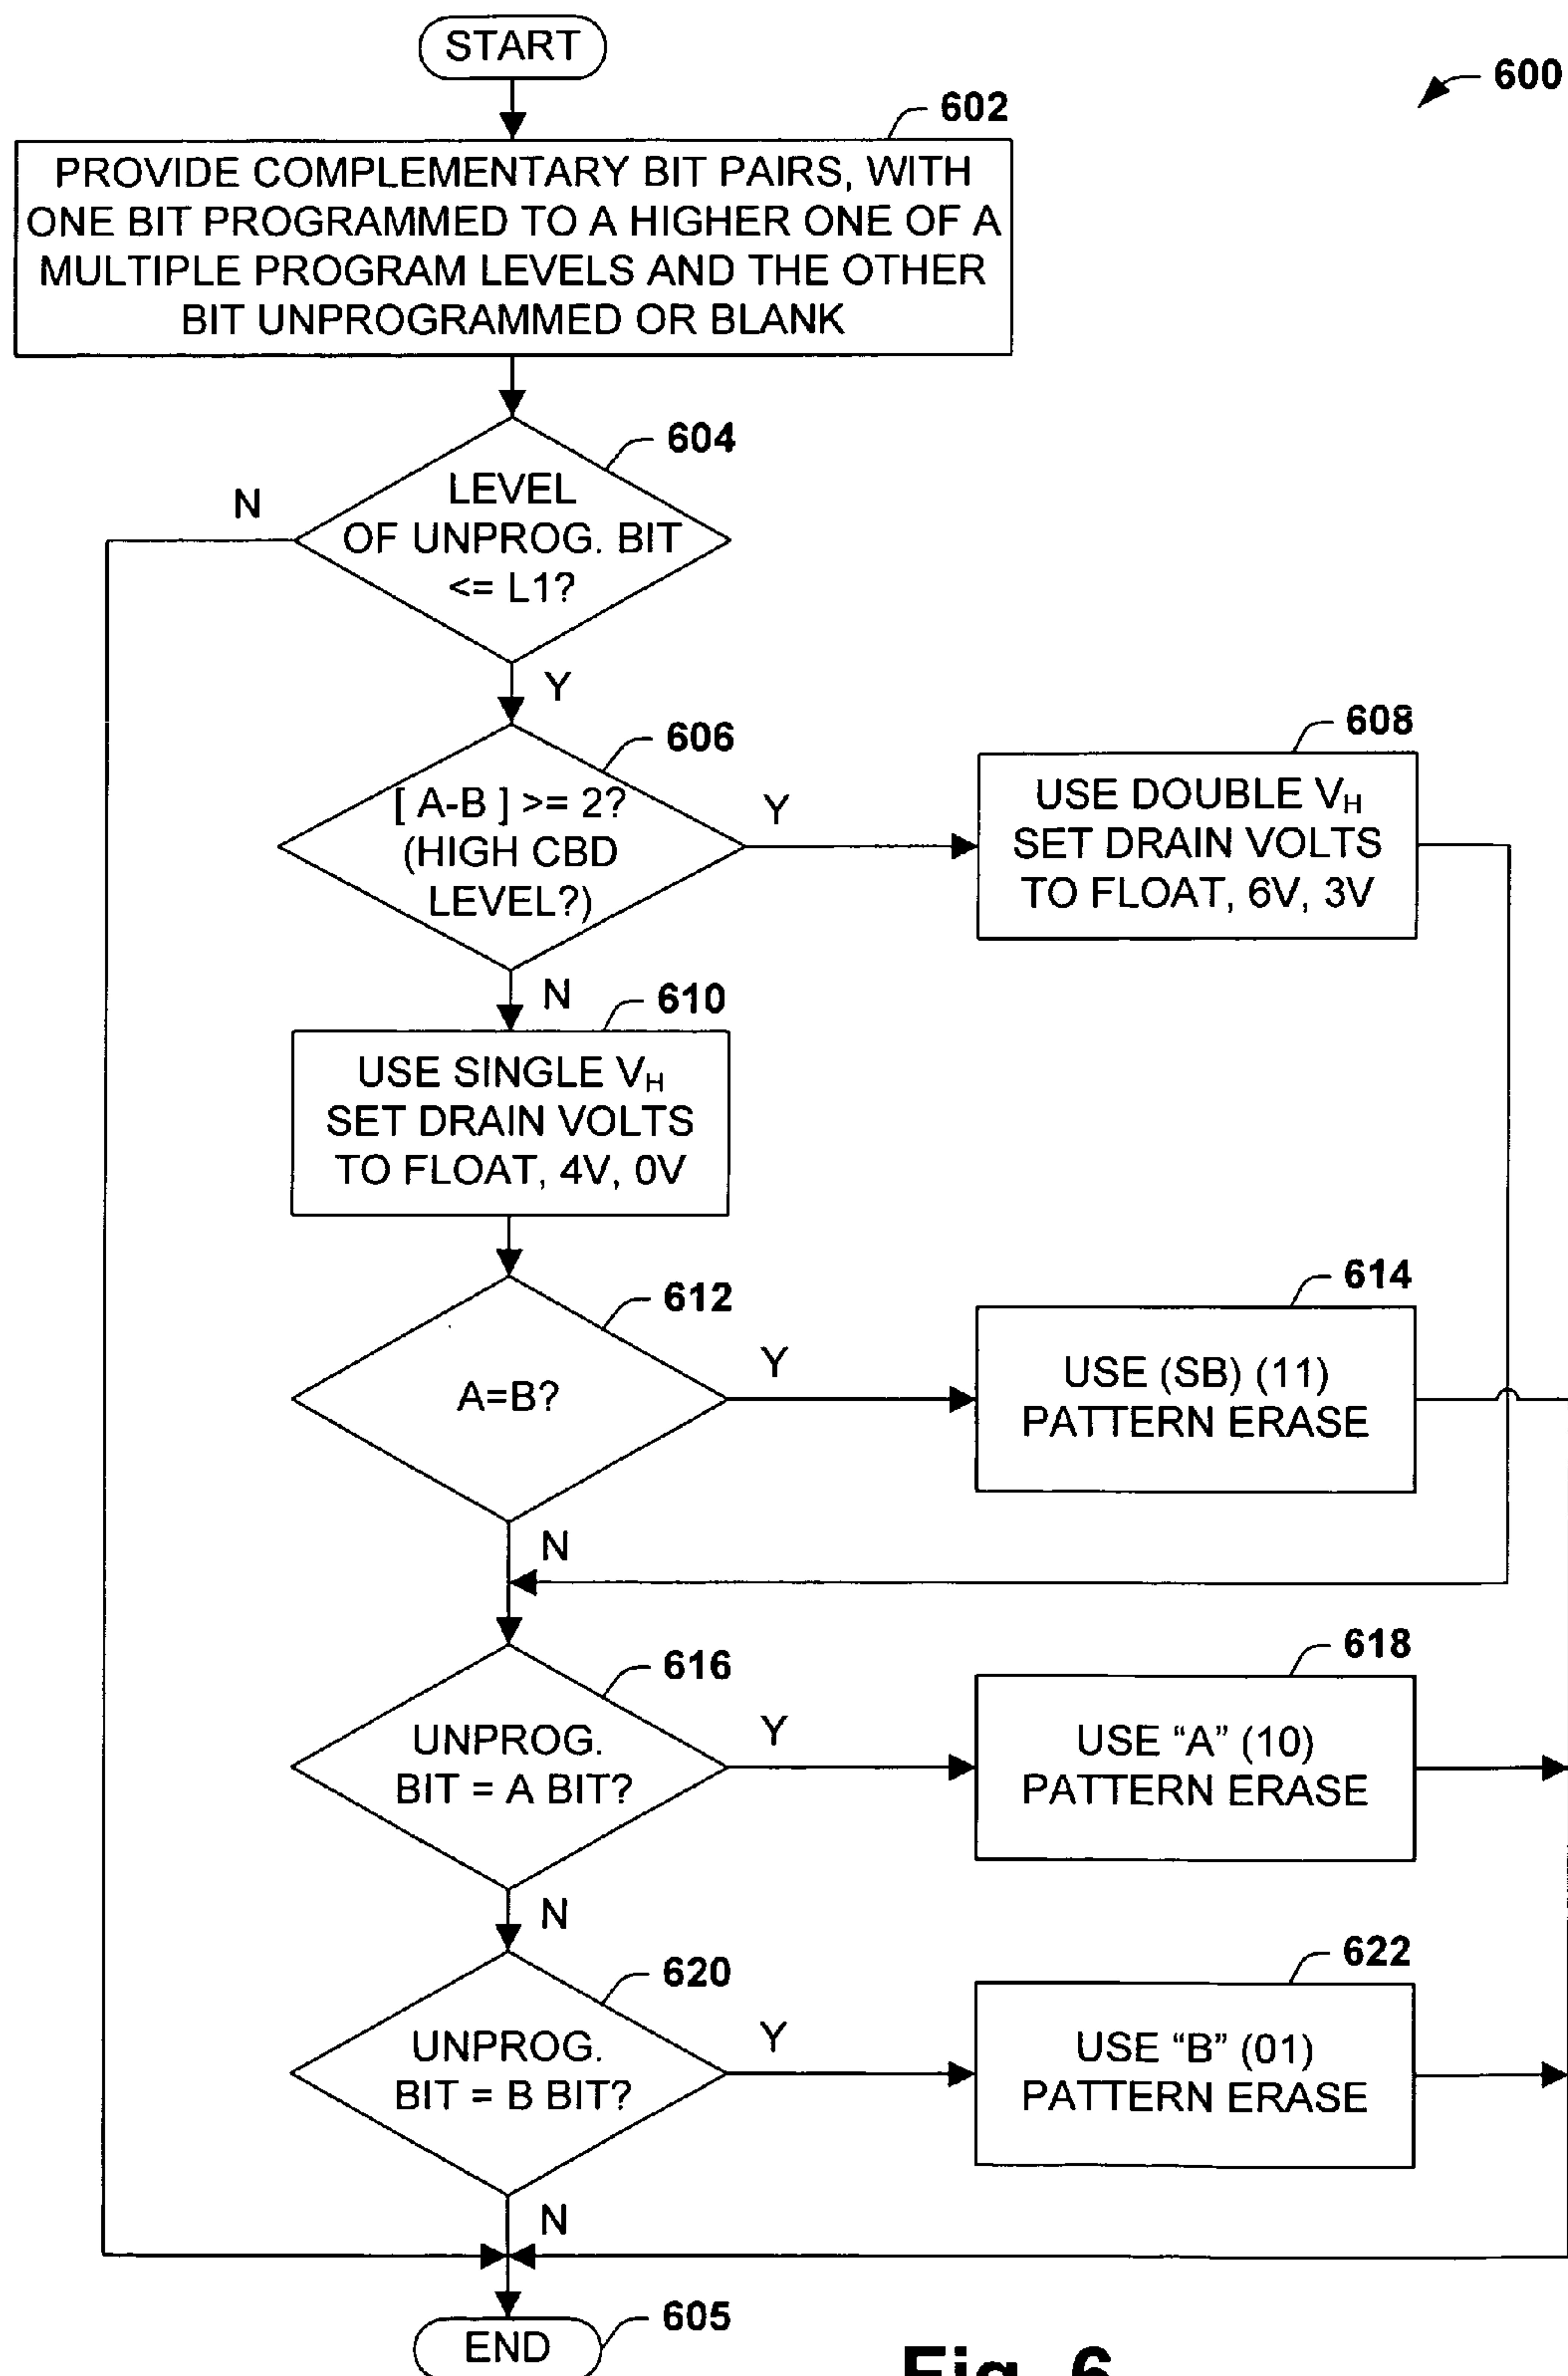 START
600
602
PROVIDE COMPLEMENTARY BIT PAIRS, WITH
ONE BIT PROGRAMMED TO A HIGHER ONE OF A
MULTIPLE PROGRAM LEVELS AND THE OTHER
BIT UNPROGRAMMED OR BLANK
604
N
LEVEL
OF UNPROG. BIT
<= L1?
Y
606
[ A-B ] >= 2?
(HIGH CBD
LEVEL?)
Y
608
USE DOUBLE VH
SET DRAIN VOLTS
TO FLOAT, 6V, 3V
N
610
USE SINGLE VH
SET DRAIN VOLTS
TO FLOAT, 4V, 0V
612
A=B?
Y
614
USE (SB) (11)
PATTERN ERASE
N
616
UNPROG.
BIT = A BIT?
Y
618
USE “A” (10)
PATTERN ERASE
N
620
UNPROG.
BIT = B BIT?
Y
622
USE “B” (01)
PATTERN ERASE
N
605
END
Fig. 6